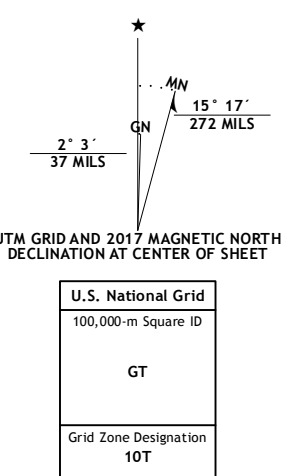 MN
15° 17´
272 MILS
GN
2° 3´
37 MILS
UTM GRID AND 2017 MAGNETIC NORTH
DECLINATION AT CENTER OF SHEET
U.S. National Grid
100,000-m Square ID
GT
Grid Zone Designation
10T